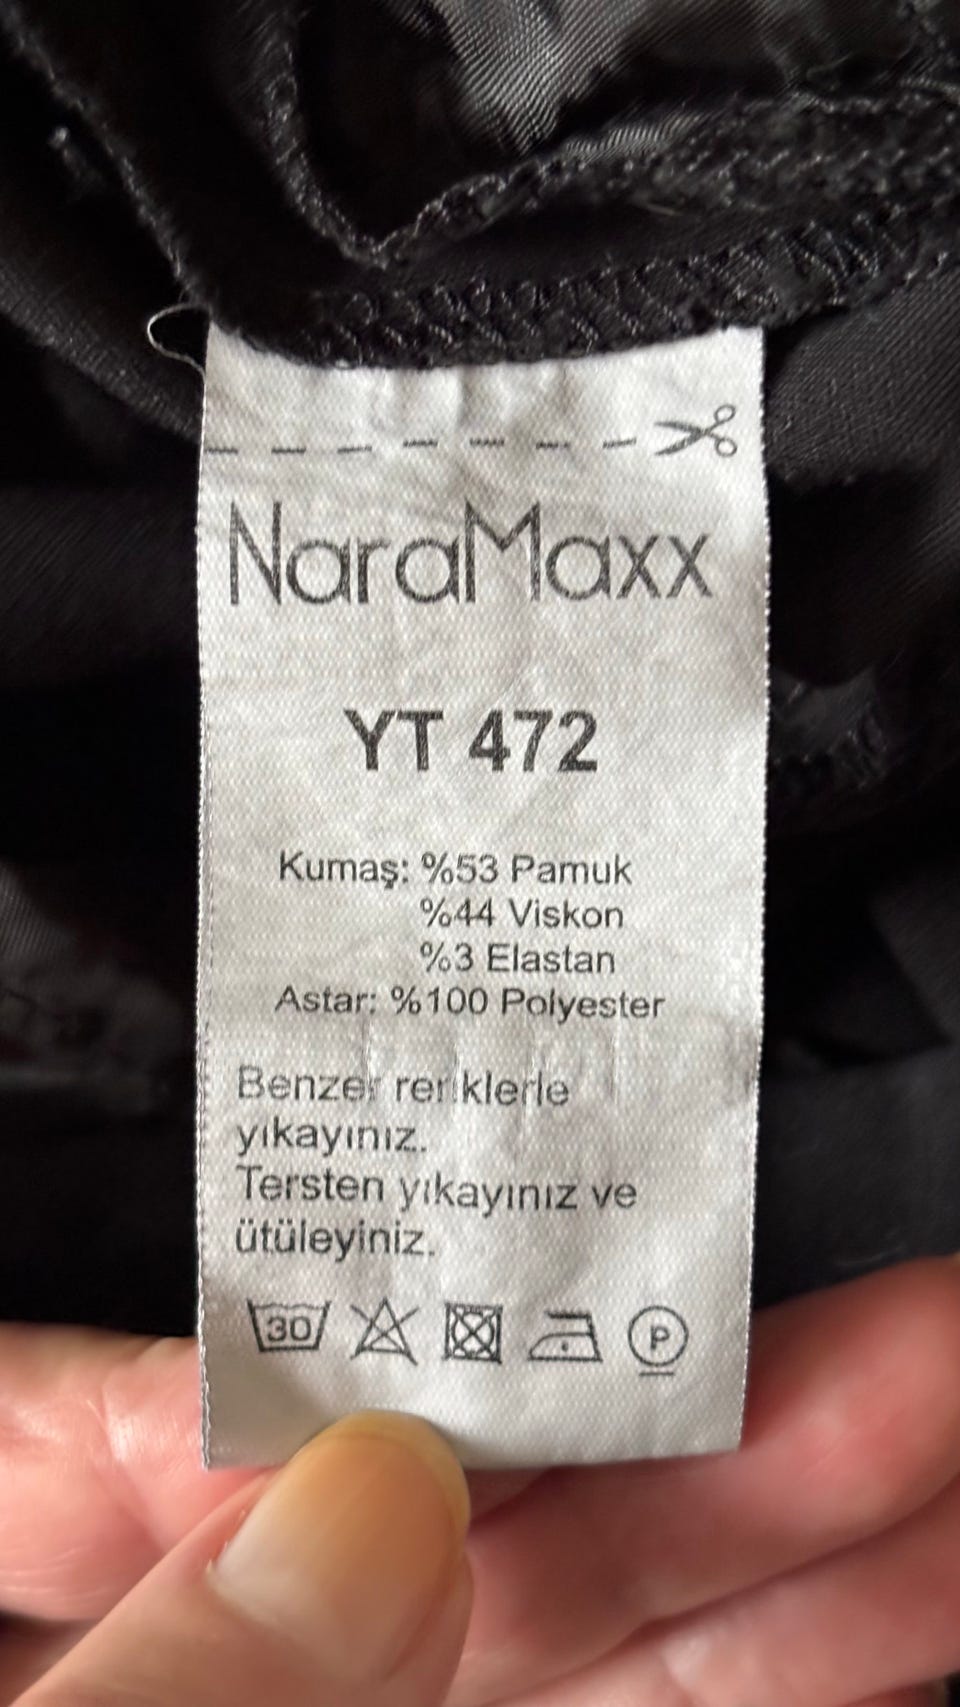 NaraMaxx
YT 472
Kumaş: %53 Pamuk
%44 Viskon
%3 Elastan
Astar: %100 Polyester
Benzer renklerle
yıkayınız.
Tersten yıkayınız ve
ütüleyiniz.
30 P